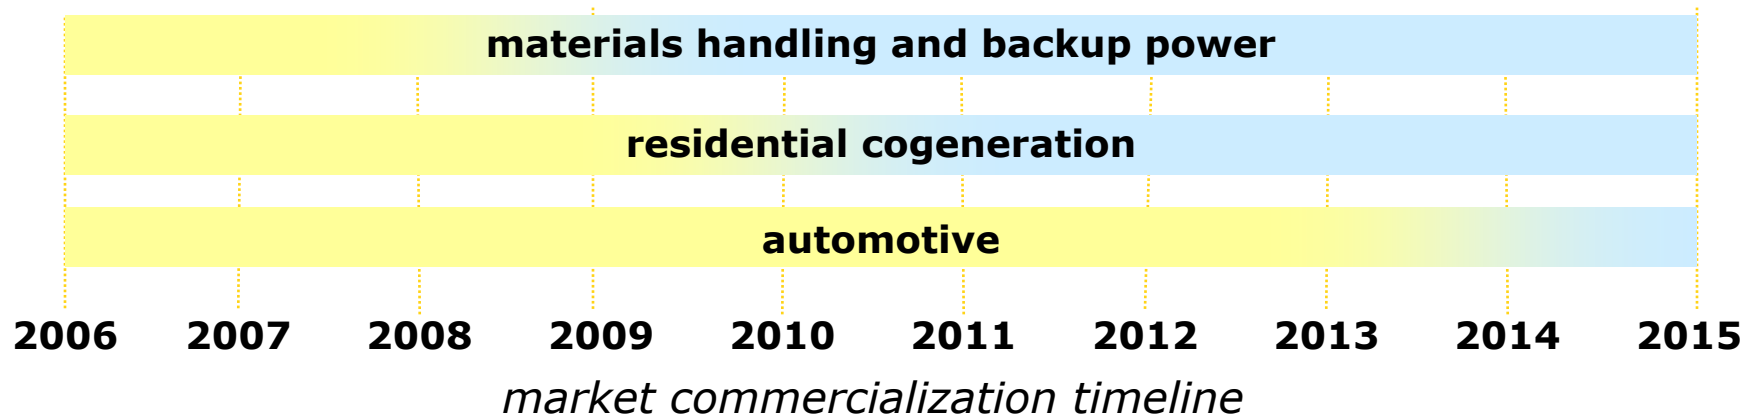 materials handling and backup power
residential cogeneration
automotive
2006 2007 2008 2009 2010 2011 2012 2013 2014 2015
market commercialization timeline